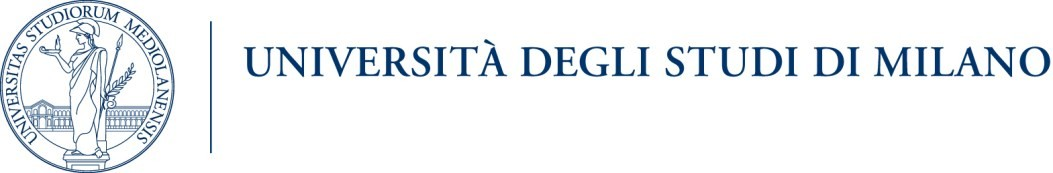 UNIVERSITAS STUDIORUM MEDIOLANENSIS
UNIVERSITÀ DEGLI STUDI DI MILANO